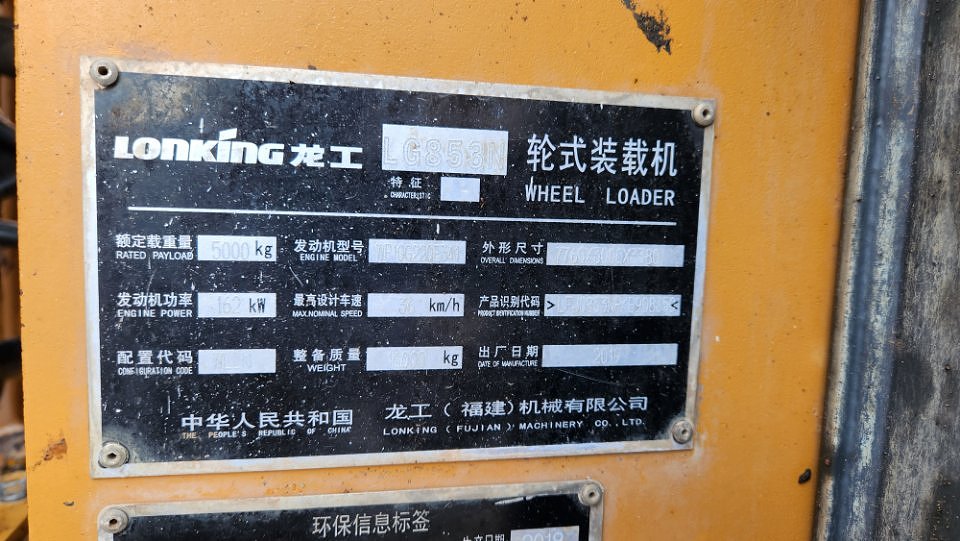 LONKING 龙工 LG853N 轮式装载机
特征
CHARACTERISTIC
WHEEL LOADER
额定载重量 5000 kg 发动机型号 外形尺寸
RATED PAYLOAD ENGINE MODEL OVERALL DIMENSIONS
发动机功率 162 kW 最高设计车速 km/h 产品识别代码 > <
ENGINE POWER MAX.NOMINAL SPEED PRODUCT IDENTIFICATION NUMBER
配置代码 整备质量 kg 出厂日期 2019
CONFIGURATION CODE WEIGHT DATE OF MANUFACTURE
中华人民共和国 龙工(福建)机械有限公司
THE PEOPLE'S REPUBLIC OF CHINA LONKING (FUJIAN) MACHINERY CO., LTD.
环保信息标签
生产日期 2019